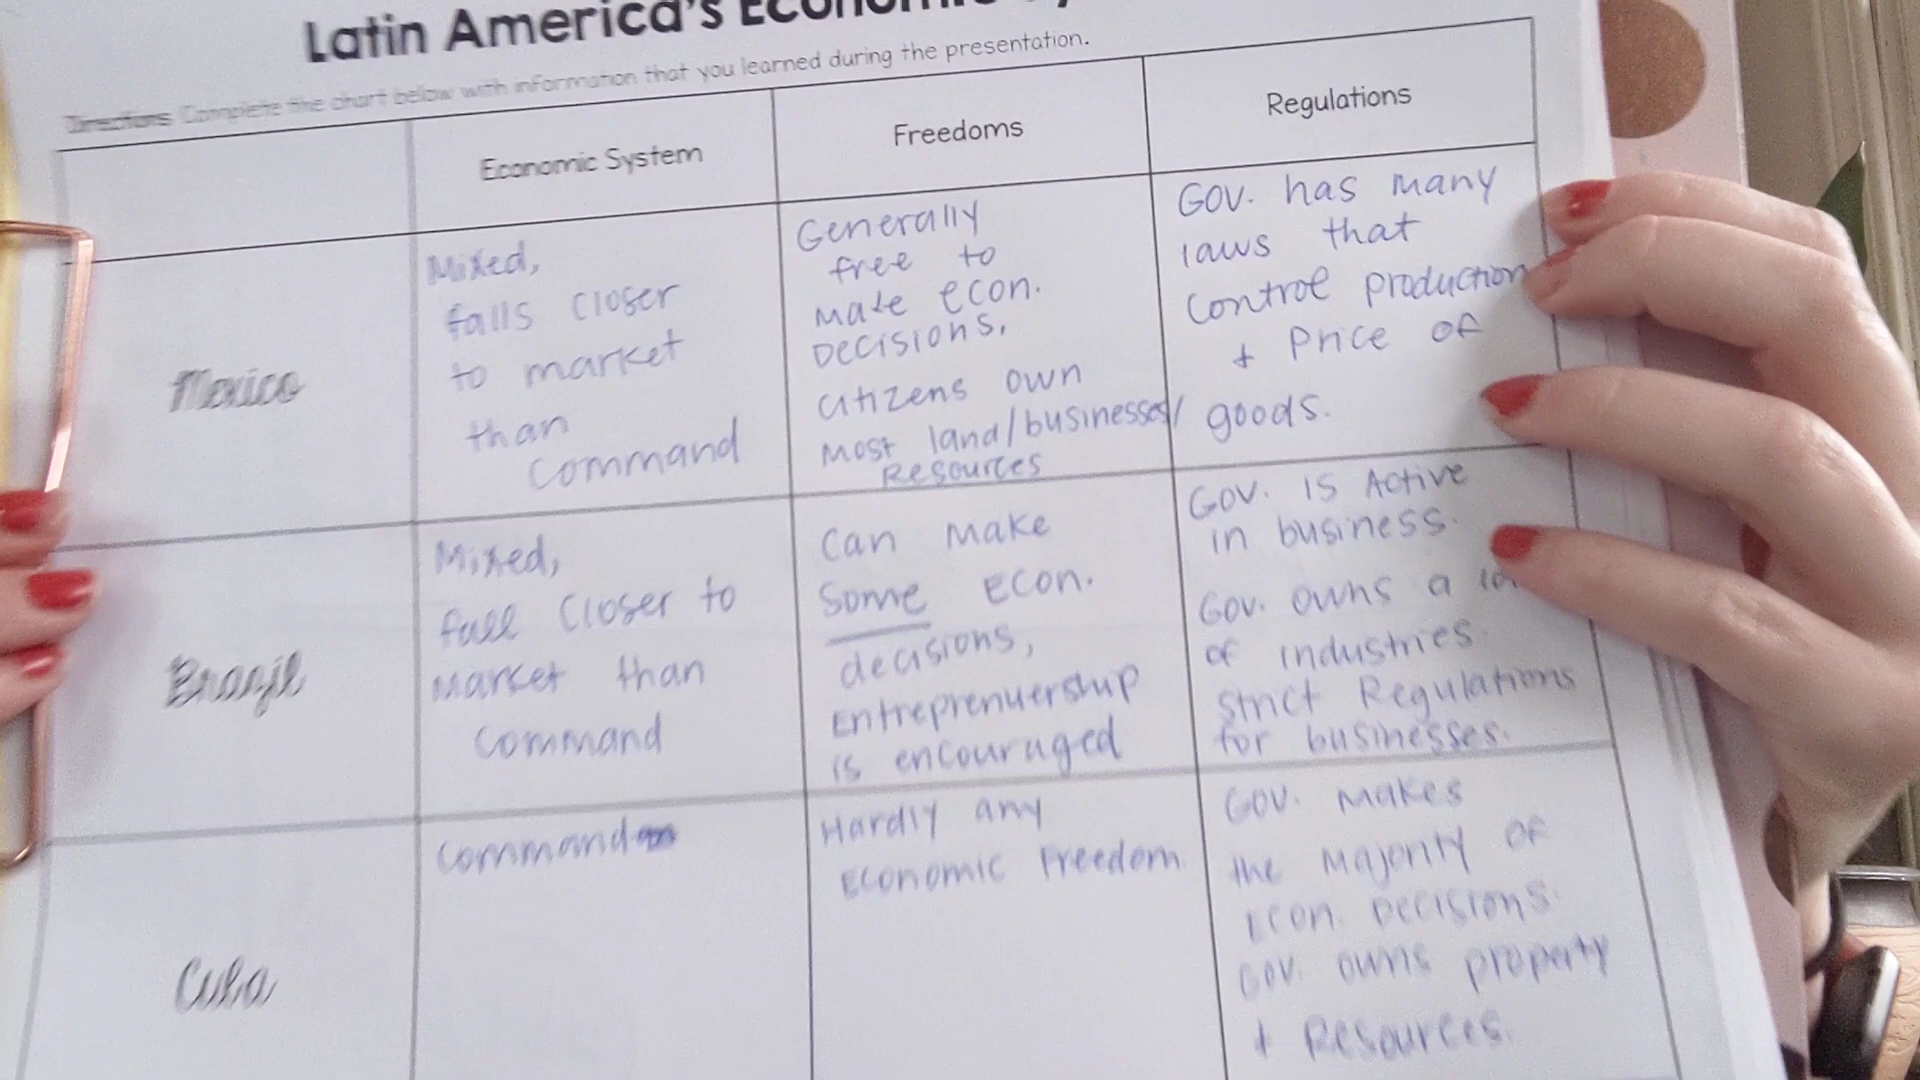 Latin America's Economic
Directions: Complete the chart below with information that you learned during the presentation.
Economic System
Freedoms
Regulations
Mexico
Mixed,
falls closer
to market
than
command
Generally
free to
make econ.
Decisions.
citizens own
most land/businesses/
Resources
Gov. has many
laws that
control production
+ Price of
goods.
Brazil
Mixed,
fall closer to
market than
command
Can make
some econ.
decisions,
Entreprenuership
is encouraged
Gov. is Active
in business.
Gov. owns a
of industries.
Strict Regulations
for businesses.
Cuba
Command
Hardly any
Economic Freedom
Gov. makes
the Majority of
Econ. Decisions.
Gov. owns property
+ Resources.